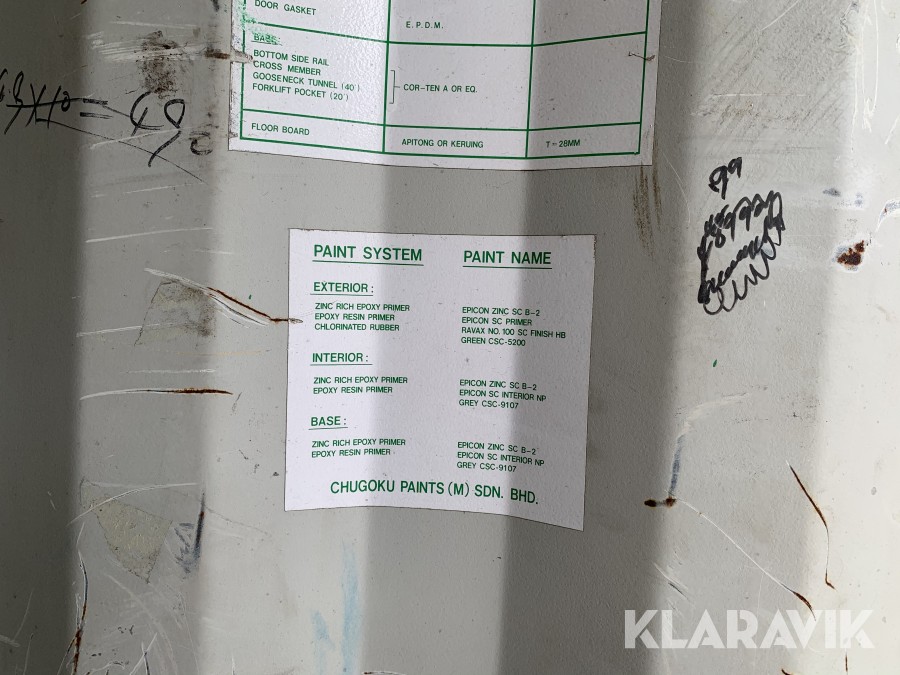 DOOR GASKET
E.P.D.M.
BASE:
BOTTOM SIDE RAIL
CROSS MEMBER
GOOSENECK TUNNEL (40')
FORKLIFT POCKET (20')
COR-TEN A OR EQ.
FLOOR BOARD
APITONG OR KERUING
T=28MM
PAINT SYSTEM PAINT NAME
EXTERIOR:
ZINC RICH EPOXY PRIMER EPICON ZINC SC B-2
EPOXY RESIN PRIMER EPICON SC PRIMER
CHLORINATED RUBBER RAVAX NO.100 SC FINISH HB
GREEN CSC-5200
INTERIOR:
ZINC RICH EPOXY PRIMER EPICON ZINC SC B-2
EPOXY RESIN PRIMER EPICON SC INTERIOR NP
GREY CSC-9107
BASE:
ZINC RICH EPOXY PRIMER EPICON ZINC SC B-2
EPOXY RESIN PRIMER EPICON SC INTERIOR NP
GREY CSC-9107
CHUGOKU PAINTS (M) SDN. BHD.
99
KLARAVIK